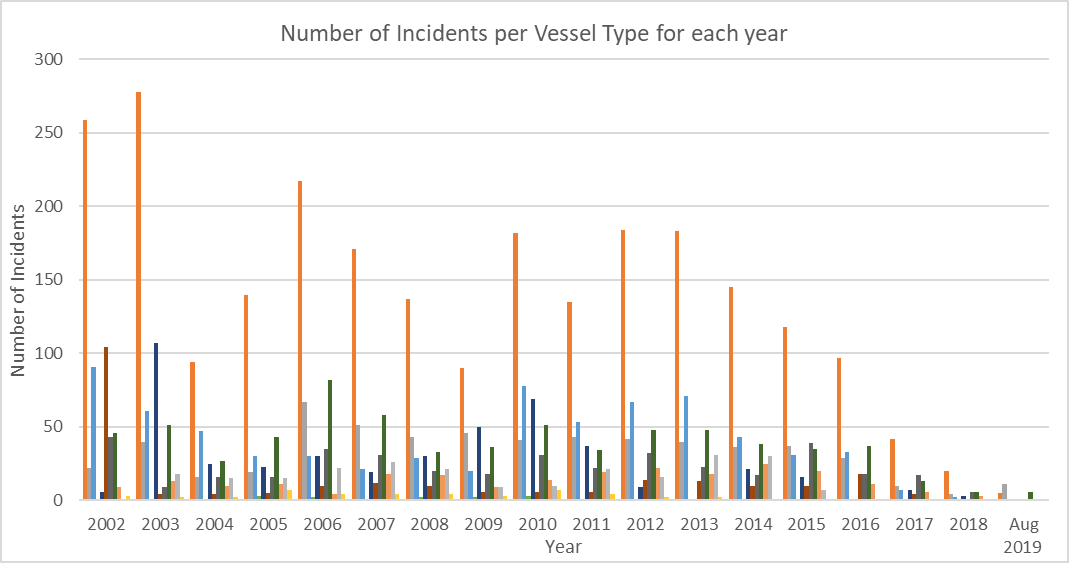 Number of Incidents per Vessel Type for each year
300
250
200
150
100
50
0
Number of Incidents
2002 2003 2004 2005 2006 2007 2008 2009 2010 2011 2012 2013 2014 2015 2016 2017 2018 Aug
2019
Year